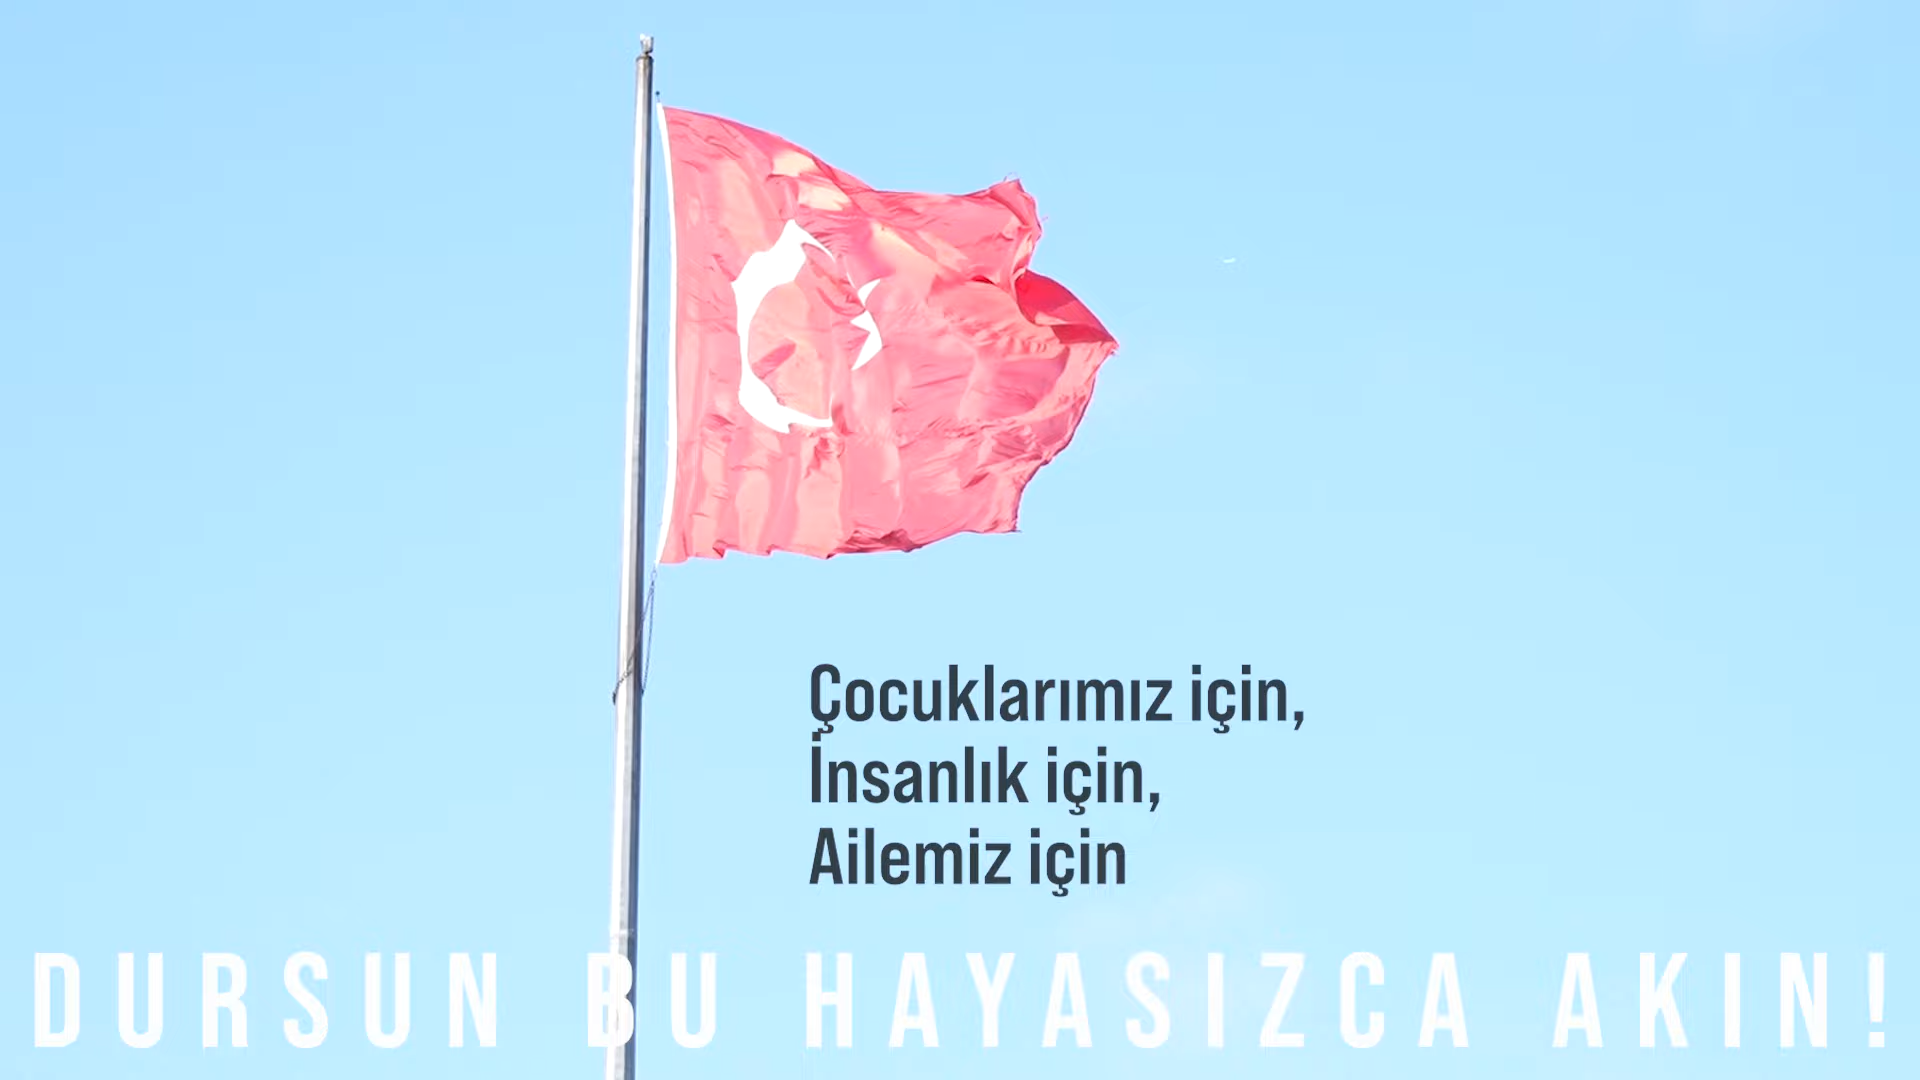 Çocuklarımız için,
İnsanlık için,
Ailemiz için
DURSUN BU HAYASIZCA AKIN!